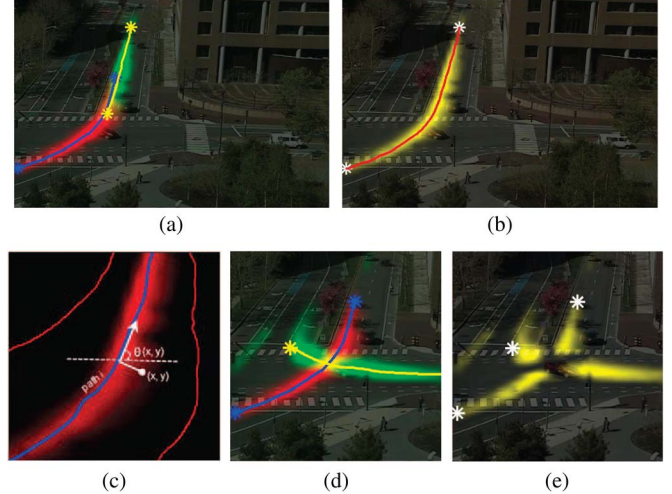 (a)
(b)
θ(x, y)
(x, y)
path i
(c)
(d)
(e)